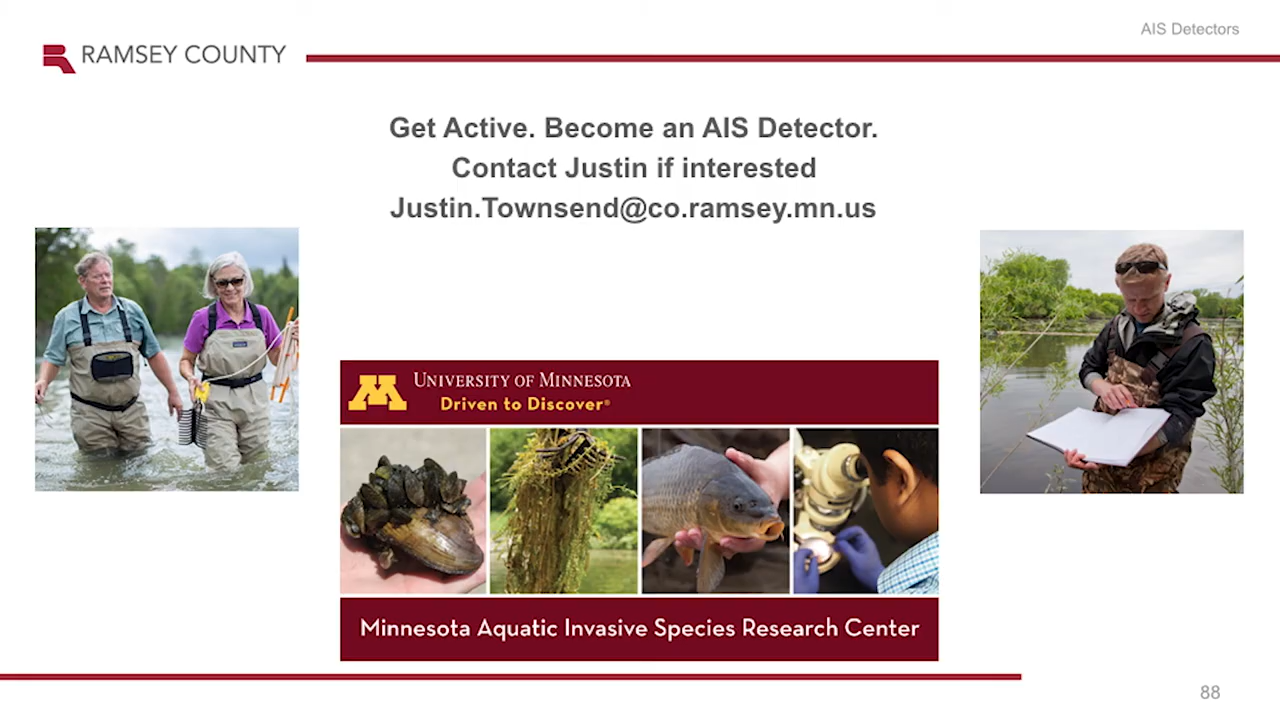 AIS Detectors
RAMSEY COUNTY
Get Active. Become an AIS Detector.
Contact Justin if interested
Justin.Townsend@co.ramsey.mn.us
UNIVERSITY OF MINNESOTA
Driven to Discover®
Minnesota Aquatic Invasive Species Research Center
88